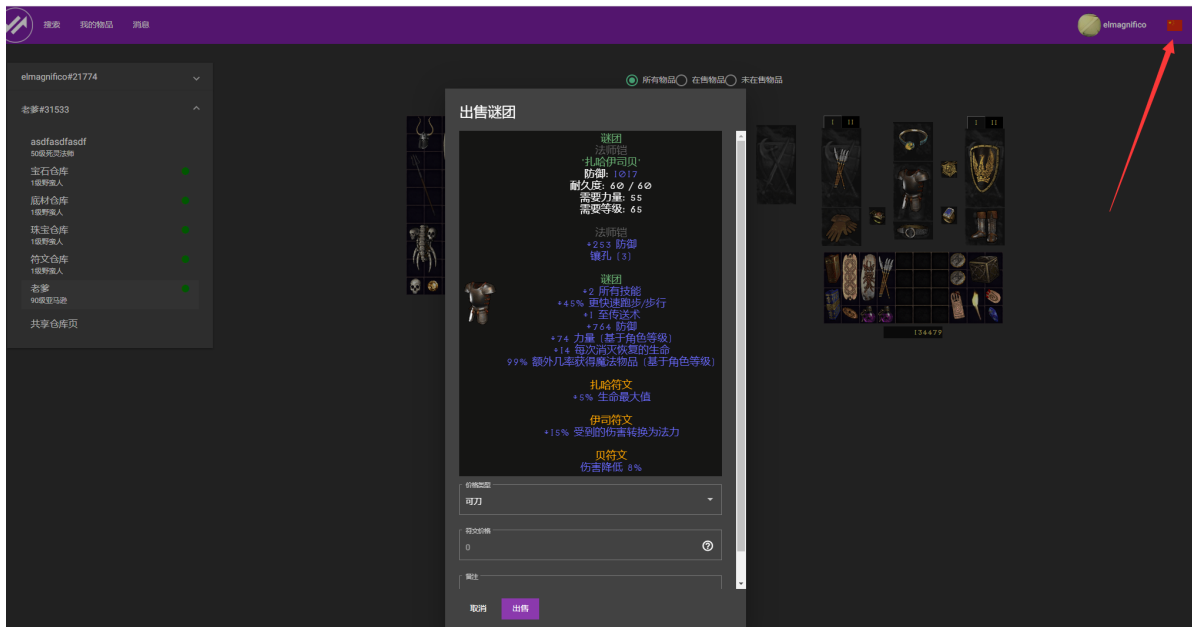 搜索 我的物品 消息 elmagnifico
elmagnifico#21774
老爹#31533
asdfasdfasdf
50级死灵法师
宝石仓库
1级野蛮人
底材仓库
1级野蛮人
珠宝仓库
1级野蛮人
符文仓库
1级野蛮人
老爹
90级亚马逊
共享仓库页
所有物品 在售物品 未在售物品
出售谜团
谜团
法师铠
'扎哈伊司贝'
防御: 1017
耐久度: 60 / 60
需要力量: 55
需要等级: 65
法师铠
+253 防御
镶孔 [3]
谜团
+2 所有技能
+45% 更快速跑步/步行
+1 至传送术
+764 防御
+74 力量 [基于角色等级]
+14 每次消灭恢复的生命
99% 额外几率获得魔法物品 [基于角色等级]
扎哈符文
+5% 生命最大值
伊司符文
+15% 受到的伤害转换为法力
贝符文
伤害降低 8%
价格类型
可刀
符文价格
0
备注
取消 出售
I II
I II
134479